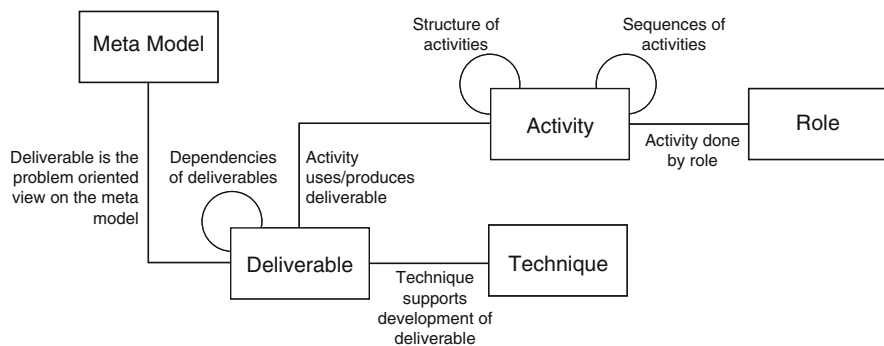 Meta Model
Structure of
activities
Sequences of
activities
Activity
Role
Activity done
by role
Deliverable is the
problem oriented
view on the meta
model
Dependencies
of deliverables
Activity
uses/produces
deliverable
Deliverable
Technique
Technique
supports
development of
deliverable